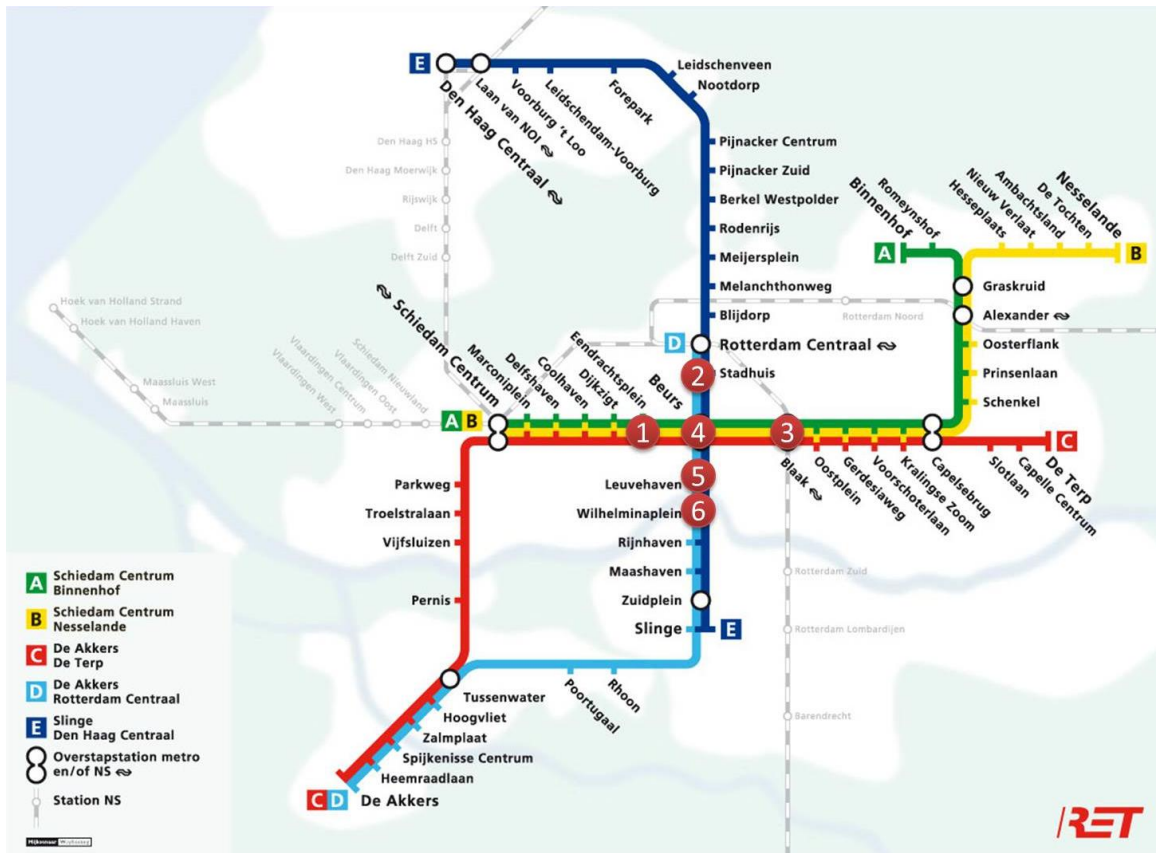 E
Leidschenveen
Nootdorp
Den Haag Centraal
Laan van NOI
Voorburg 't Loo
Leidschendam-Voorburg
Forepark
Pijnacker Centrum
Pijnacker Zuid
Berkel Westpolder
Rodenrijs
Meijersplein
Melanchthonweg
Blijdorp
D
Rotterdam Centraal
2
Stadhuis
Den Haag HS
Den Haag Moerwijk
Rijswijk
Delft
Delft Zuid
Binnenhof
Romeynshof
Hesseplaats
Nieuw Verlaat
Ambachtsland
De Tochten
Nesselande
A
B
Graskruid
Alexander
Oosterflank
Prinsenlaan
Schenkel
Rotterdam Noord
Hoek van Holland Strand
Hoek van Holland Haven
Maassluis West
Maassluis
Vlaardingen West
Vlaardingen Centrum
Vlaardingen Oost
Schiedam Nieuwland
Schiedam Centrum
Marconiplein
Delfshaven
Coolhaven
Dijkzigt
Eendrachtsplein
Beurs
A B
1
4
3
C
Blaak
Oostplein
Gerdesiaweg
Voorschoterlaan
Kralingse Zoom
Capelsebrug
Slotlaan
Capelle Centrum
De Terp
Leuvehaven
5
Wilhelminaplein
6
Rijnhaven
Maashaven
Zuidplein
Slinge
E
Parkweg
Troelstralaan
Vijfsluizen
Pernis
Rotterdam Zuid
Rotterdam Lombardijen
Barendrecht
Tussenwater
Hoogvliet
Zalmplaat
Spijkenisse Centrum
Heemraadlaan
C D De Akkers
Poortugaal
Rhoon
A Schiedam Centrum
Binnenhof
B Schiedam Centrum
Nesselande
C De Akkers
De Terp
D De Akkers
Rotterdam Centraal
E Slinge
Den Haag Centraal
Overstapstation metro
en/of NS
Station NS
RET